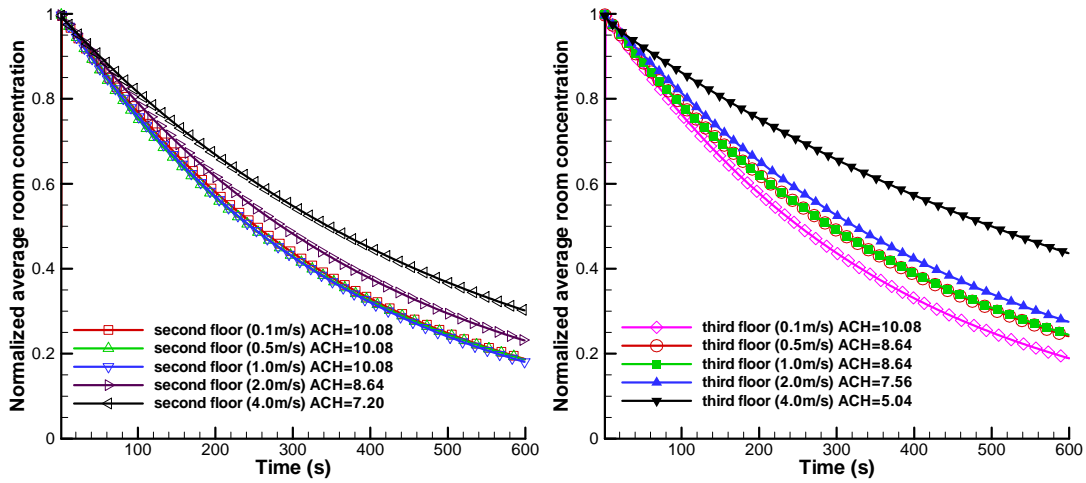 Normalized average room concentration
1
0.8
0.6
0.4
0.2
0
second floor (0.1m/s) ACH=10.08
second floor (0.5m/s) ACH=10.08
second floor (1.0m/s) ACH=10.08
second floor (2.0m/s) ACH=8.64
second floor (4.0m/s) ACH=7.20
100 200 300 400 500 600
Time (s)
Normalized average room concentration
1
0.8
0.6
0.4
0.2
0
third floor (0.1m/s) ACH=10.08
third floor (0.5m/s) ACH=8.64
third floor (1.0m/s) ACH=8.64
third floor (2.0m/s) ACH=7.56
third floor (4.0m/s) ACH=5.04
100 200 300 400 500 600
Time (s)